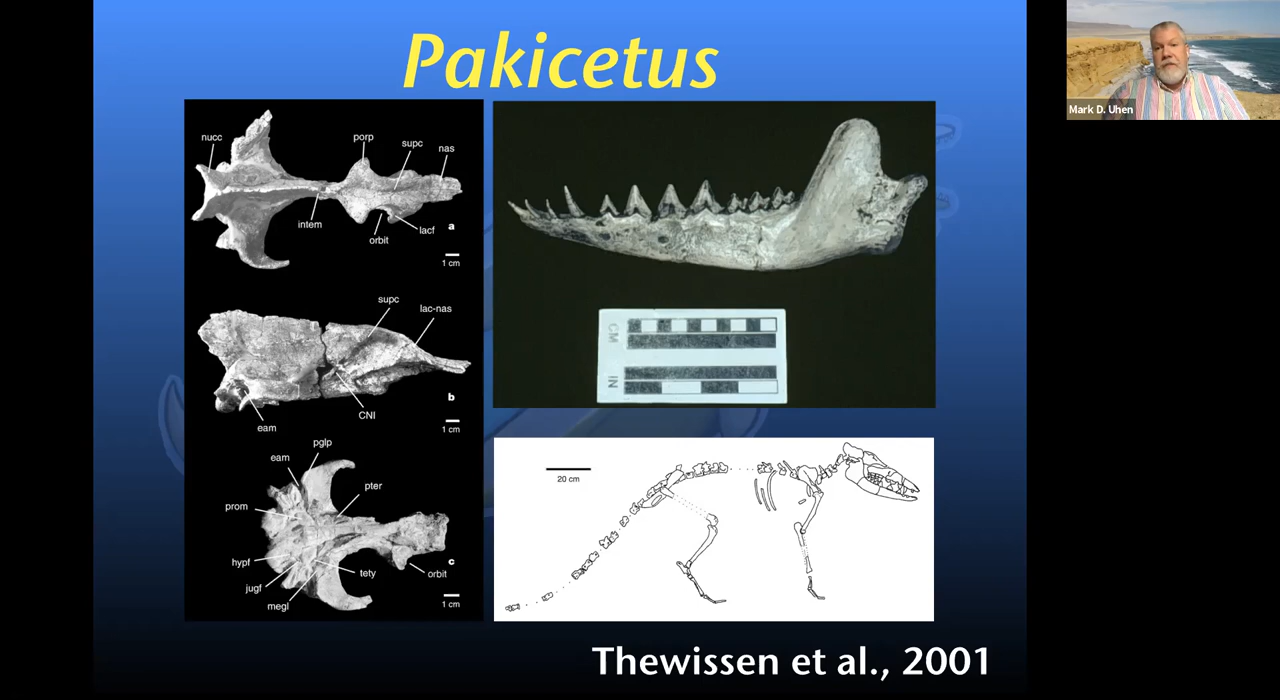 Pakicetus
nucc
porp
supc
nas
intem
orbit
lacf
a
1 cm
supc
lac-nas
eam
CNI
b
1 cm
pglp
eam
pter
prom
hypf
jugf
megl
tety
orbit
c
1 cm
CM
IN
20 cm
Thewissen et al., 2001
Mark D. Uhen